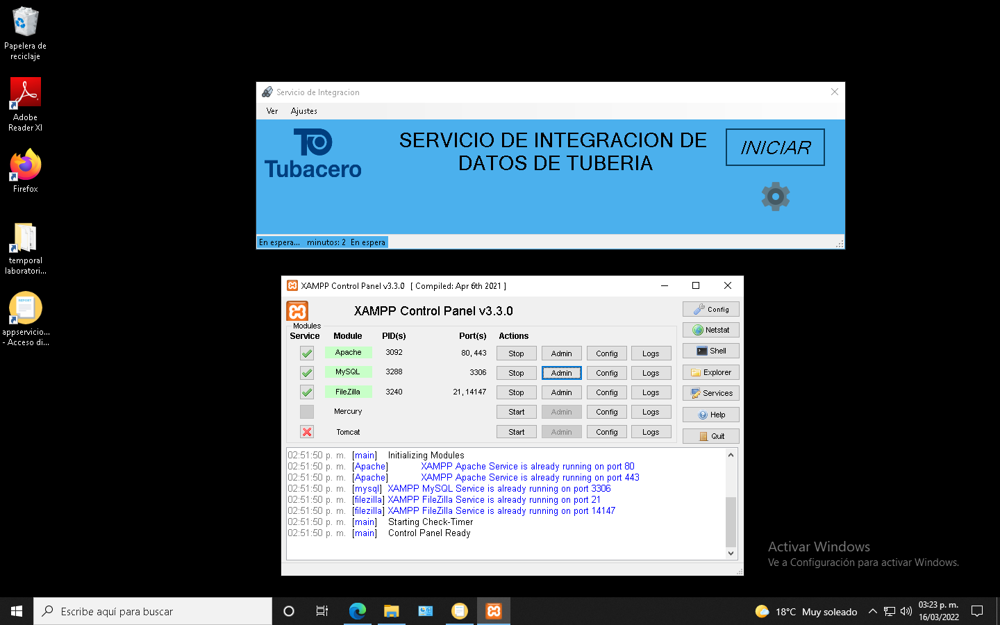 Papelera de
reciclaje
Adobe
Reader XI
Firefox
temporal
laboratori...
REPORT
appservicio...
- Acceso di...
Servicio de Integracion
Ver Ajustes
Tubacero
SERVICIO DE INTEGRACION DE
DATOS DE TUBERIA
INICIAR
En espera... minutos: 2 En espera
XAMPP Control Panel v3.3.0 [ Compiled: Apr 6th 2021 ]
XAMPP Control Panel v3.3.0
Config
Netstat
Shell
Explorer
Services
Help
Quit
Modules
Service Module PID(s) Port(s) Actions
Apache 3092 80, 443 Stop Admin Config Logs
MySQL 3288 3306 Stop Admin Config Logs
FileZilla 3240 21, 14147 Stop Admin Config Logs
Mercury Start Admin Config Logs
Tomcat Start Admin Config Logs
02:51:50 p. m. [main] Initializing Modules
02:51:50 p. m. [Apache] XAMPP Apache Service is already running on port 80
02:51:50 p. m. [Apache] XAMPP Apache Service is already running on port 443
02:51:50 p. m. [mysql] XAMPP MySQL Service is already running on port 3306
02:51:50 p. m. [filezilla] XAMPP FileZilla Service is already running on port 21
02:51:50 p. m. [filezilla] XAMPP FileZilla Service is already running on port 14147
02:51:50 p. m. [main] Starting Check-Timer
02:51:50 p. m. [main] Control Panel Ready
Activar Windows
Ve a Configuración para activar Windows.
Escribe aquí para buscar
18°C Muy soleado
03:23 p. m.
16/03/2022